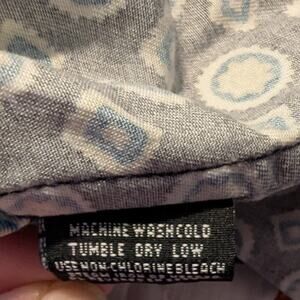 MACHINE WASH COLD
TUMBLE DRY LOW
USE NON-CHLORINE BLEACH